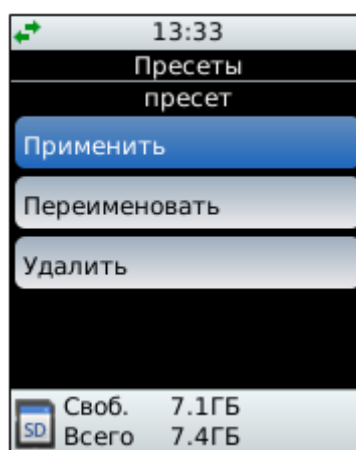 13:33
Пресеты
пресет
Применить
Переименовать
Удалить
SD Своб. 7.1ГБ
Всего 7.4ГБ